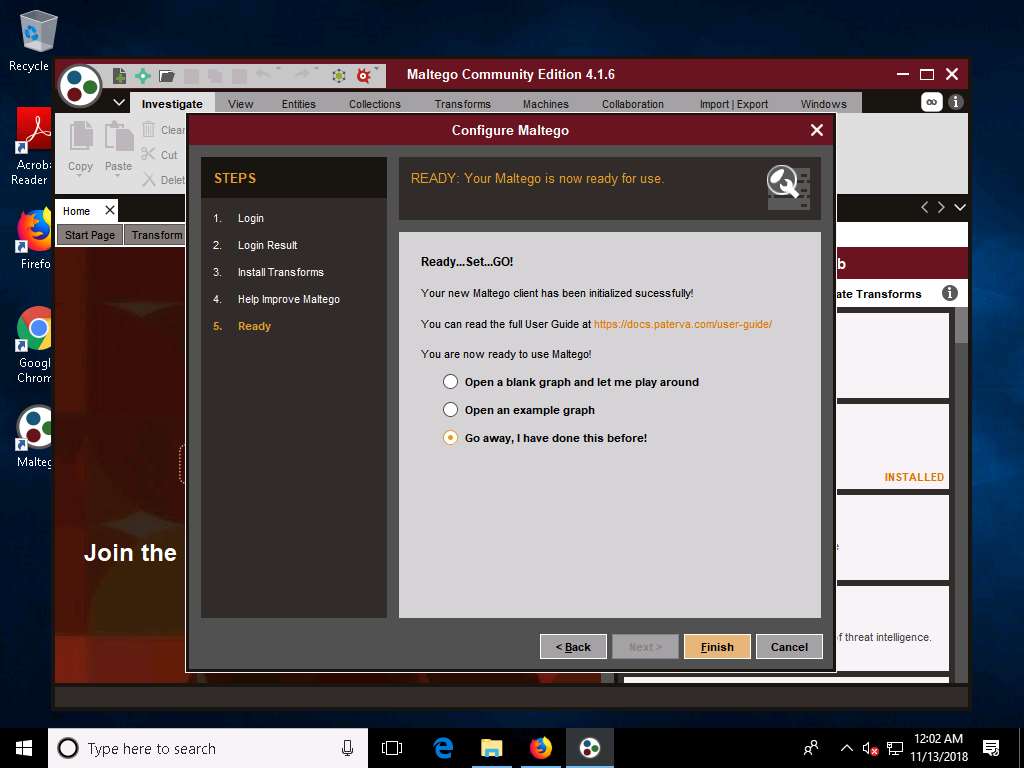 Recycle
Acroba
Reader
Firefo
Googl
Chrom
Malteg
Maltego Community Edition 4.1.6
Investigate View Entities Collections Transforms Machines Collaboration Import | Export Windows
Copy Paste Clear
Cut
Delet
Home
Start Page Transform
Join the
Configure Maltego
STEPS
1. Login
2. Login Result
3. Install Transforms
4. Help Improve Maltego
5. Ready
READY: Your Maltego is now ready for use.
Ready...Set...GO!
Your new Maltego client has been initialized sucessfully!
You can read the full User Guide at https://docs.paterva.com/user-guide/
You are now ready to use Maltego!
Open a blank graph and let me play around
Open an example graph
Go away, I have done this before!
< Back Next > Finish Cancel
b
ate Transforms
INSTALLED
f threat intelligence.
Type here to search
12:02 AM
11/13/2018